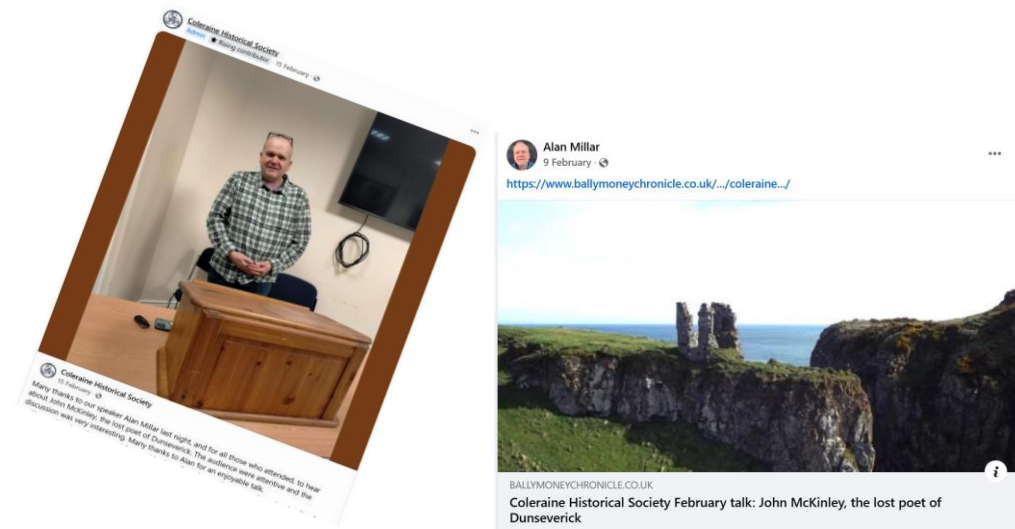 Coleraine Historical Society
Admin Rising contributor · 15 February ·
Coleraine Historical Society
15 February ·
Many thanks to our speaker Alan Millar last night, and for all those who attended, to hear
about John McKinley, the lost poet of Dunseverick. The audience were attentive and the
discussion was very interesting. Many thanks to Alan for an enjoyable talk.
Alan Millar
9 February ·
https://www.ballymoneychronicle.co.uk/.../coleraine.../
BALLYMONEYCHRONICLE.CO.UK
Coleraine Historical Society February talk: John McKinley, the lost poet of
Dunseverick